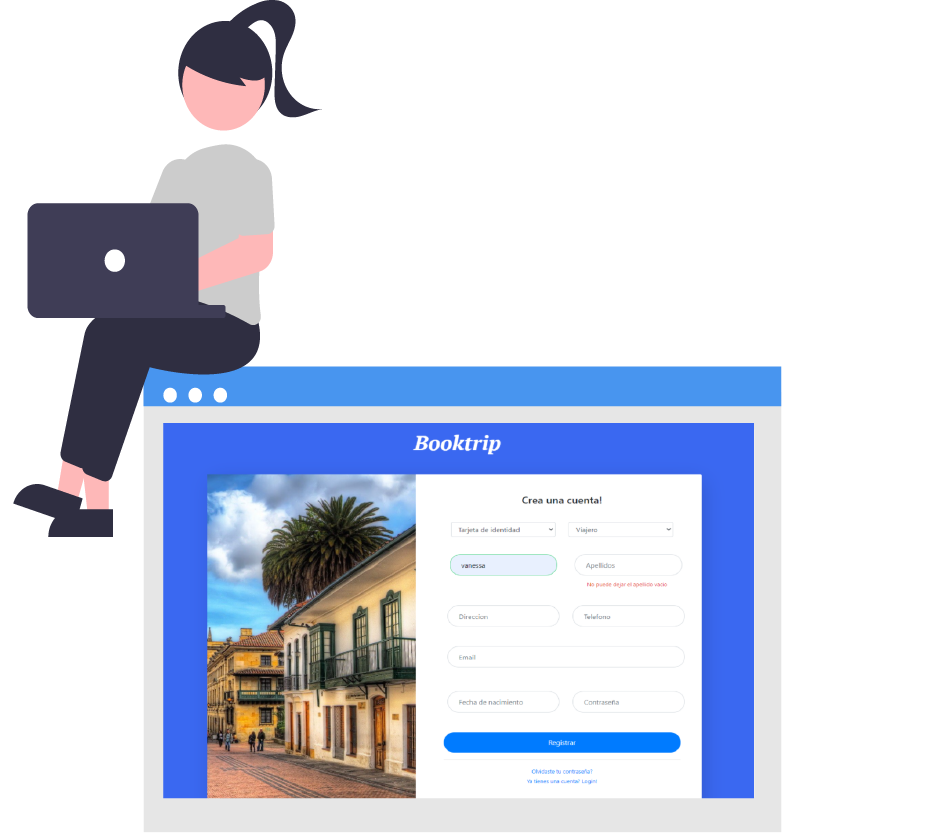 Booktrip
Crea una cuenta!
Tarjeta de identidad
Viajero
vanessa
Apellidos
No puede dejar el apellido vacio
Direccion
Telefono
Email
Fecha de nacimiento
Contraseña
Registrar
Olvidaste tu contraseña?
Ya tienes una cuenta? Login!